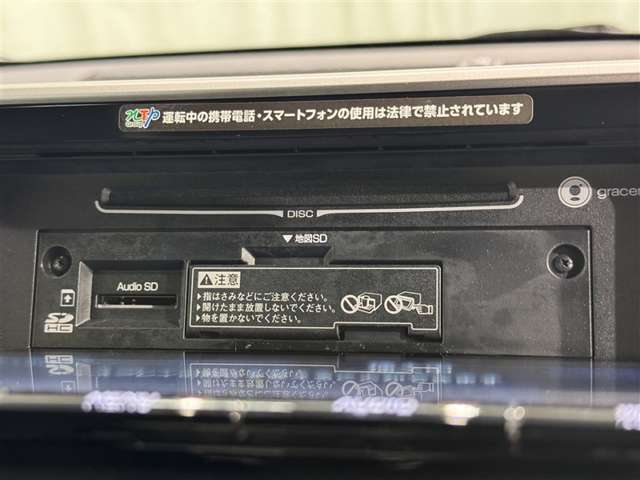 運転中の携帯電話・スマートフォンの使用は法律で禁止されています
DISC
gracen
▼地図SD
Audio SD
⚠注意
▶指はさみなどにご注意ください。
▶開けたまま放置しないでください。
▶物を置かないでください。
SD
HC